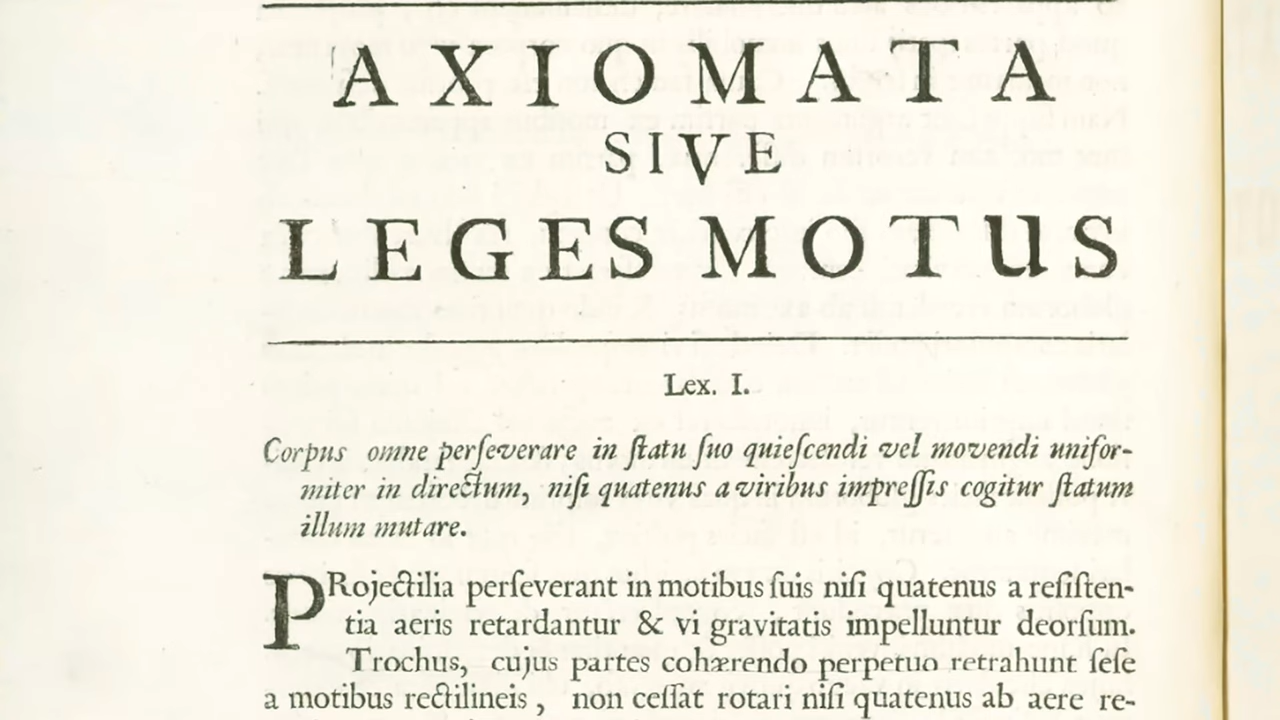 AXIOMATA
SIVE
LEGES MOTUS
Lex. I.
Corpus omne perſeverare in ſtatu ſuo quieſcendi vel movendi unifor-
miter in directum, niſi quatenus a viribus impreſſis cogitur ſtatum
illum mutare.
PRojectilia perſeverant in motibus ſuis niſi quatenus a reſiſten-
tia aeris retardantur & vi gravitatis impelluntur deorſum.
Trochus, cujus partes cohærendo perpetuo retrahunt ſeſe
a motibus rectilineis, non ceſſat rotari niſi quatenus ab aere re-